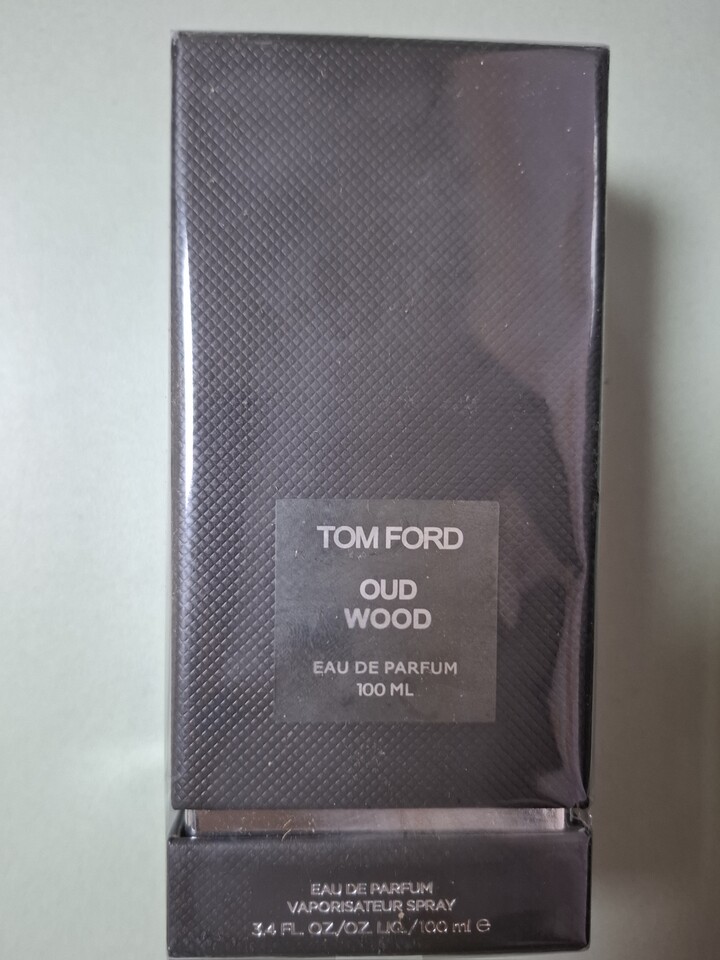 TOM FORD
OUD
WOOD
EAU DE PARFUM
100 ML
EAU DE PARFUM
VAPORISATEUR SPRAY
3.4 FL. OZ./OZ. LIQ./100 ml ℮